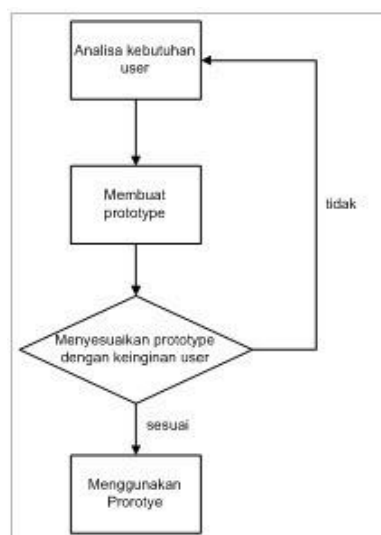 Analisa kebutuhan
user
Membuat
prototype
tidak
Menyesuaikan prototype
dengan keinginan user
sesuai
Menggunakan
Prorotye